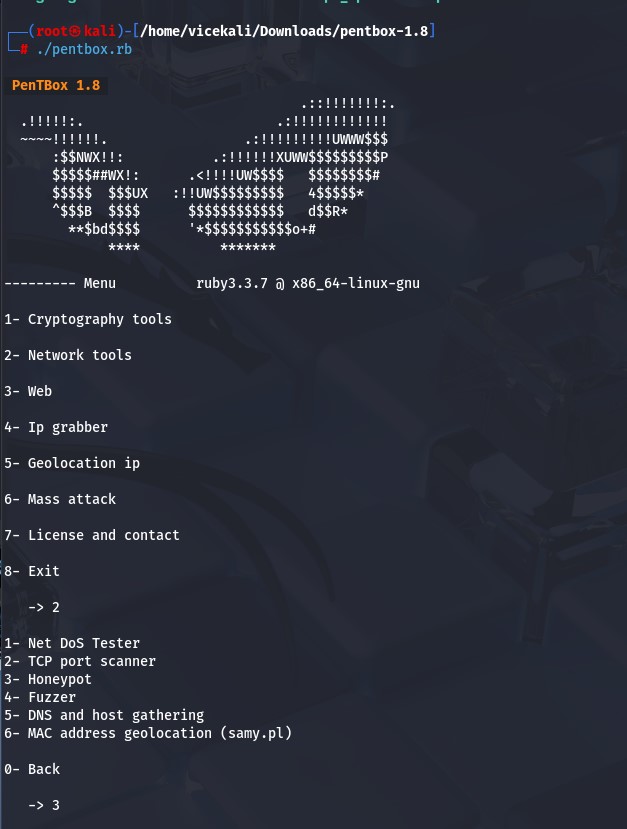 ┌──(root㉿kali)-[/home/vicekali/Downloads/pentbox-1.8]
└─# ./pentbox.rb

 PenTBox 1.8
                                     .::!!!!!!!:.
  .!!!!!:.                        .:!!!!!!!!!!!!
  ~~~~!!!!!!.                 .:!!!!!!!!!UWWW$$$
      :$$NWX!!:           .:!!!!!!XUWW$$$$$$$$$P
      $$$$$##WX!:      .<!!!!UW$$$$   $$$$$$$$#
      $$$$$  $$$UX   :!!UW$$$$$$$$$   4$$$$$*
      ^$$$B  $$$$      $$$$$$$$$$$$   d$$R*
        **$bd$$$$      '*$$$$$$$$$$$o+#
             ****          *******

--------- Menu          ruby3.3.7 @ x86_64-linux-gnu

1- Cryptography tools

2- Network tools

3- Web

4- Ip grabber

5- Geolocation ip

6- Mass attack

7- License and contact

8- Exit

   -> 2

1- Net DoS Tester
2- TCP port scanner
3- Honeypot
4- Fuzzer
5- DNS and host gathering
6- MAC address geolocation (samy.pl)

0- Back

   -> 3